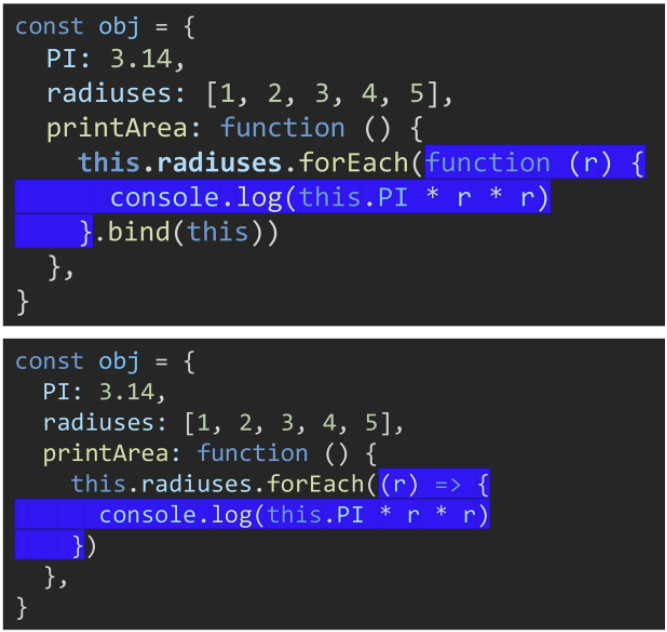 const obj = {
  PI: 3.14,
  radiuses: [1, 2, 3, 4, 5],
  printArea: function () {
    this.radiuses.forEach(function (r) {
      console.log(this.PI * r * r)
    }.bind(this))
  },
}
const obj = {
  PI: 3.14,
  radiuses: [1, 2, 3, 4, 5],
  printArea: function () {
    this.radiuses.forEach((r) => {
      console.log(this.PI * r * r)
    })
  },
}